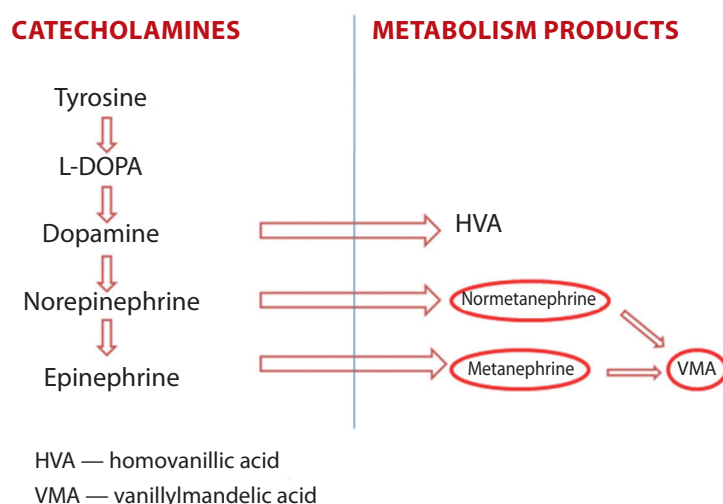 CATECHOLAMINES
METABOLISM PRODUCTS
Tyrosine
L-DOPA
Dopamine
HVA
Norepinephrine
Normetanephrine
Epinephrine
Metanephrine
VMA
HVA — homovanillic acid
VMA — vanillylmandelic acid